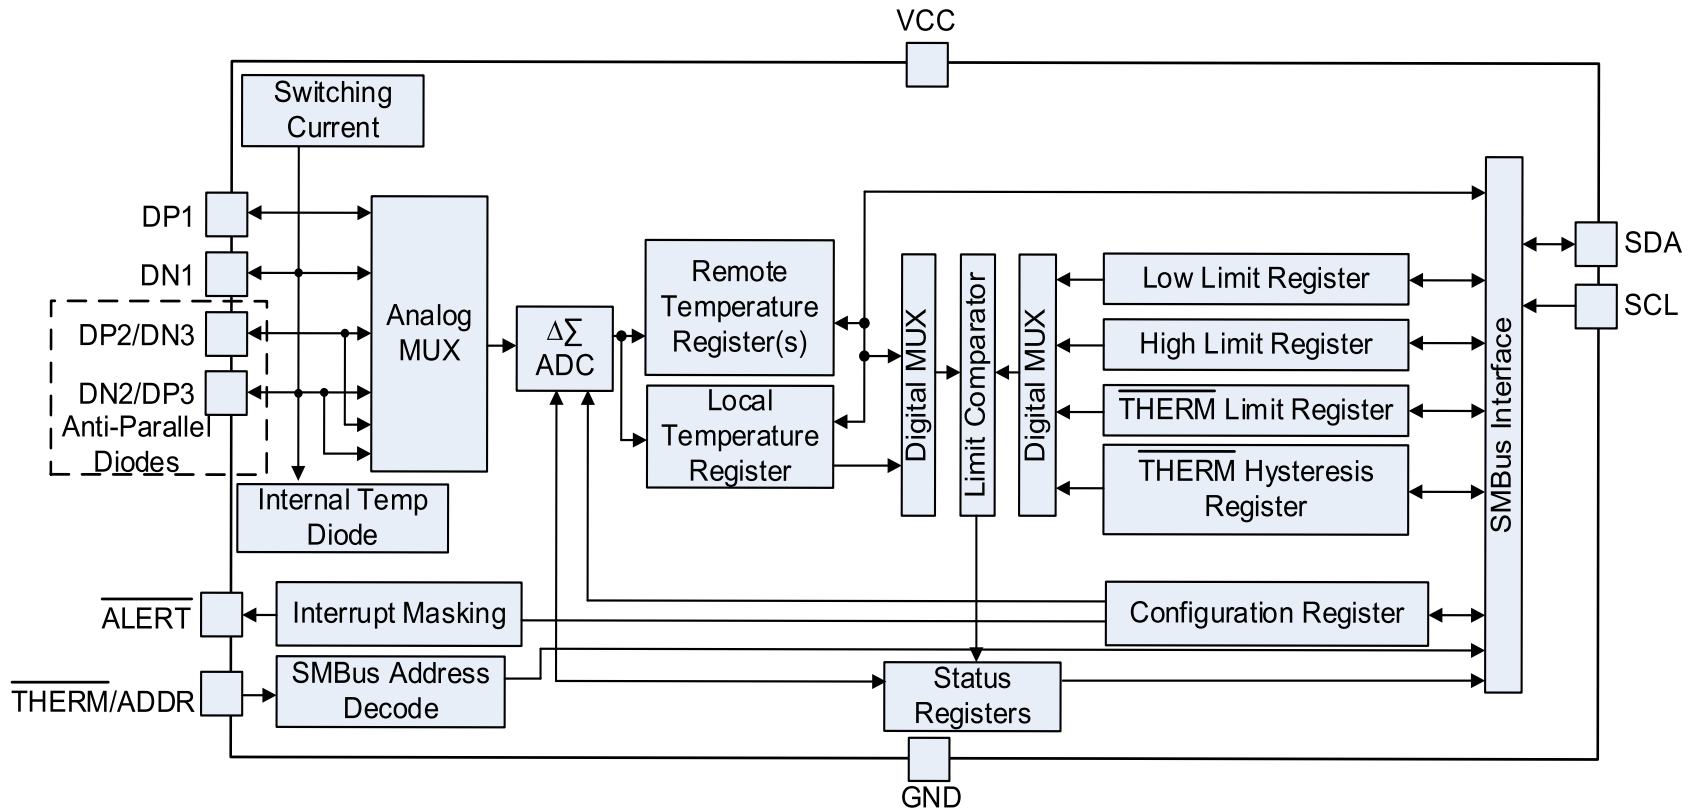 VCC
Switching
Current
DP1
DN1
DP2/DN3
DN2/DP3
Anti-Parallel
Diodes
Analog
MUX
Internal Temp
Diode
ΔΣ
ADC
Remote
Temperature
Register(s)
Local
Temperature
Register
Digital MUX
Limit Comparator
Digital MUX
Low Limit Register
High Limit Register
THERM Limit Register
THERM Hysteresis
Register
SMBus Interface
SDA
SCL
ALERT
Interrupt Masking
Configuration Register
THERM/ADDR
SMBus Address
Decode
Status
Registers
GND